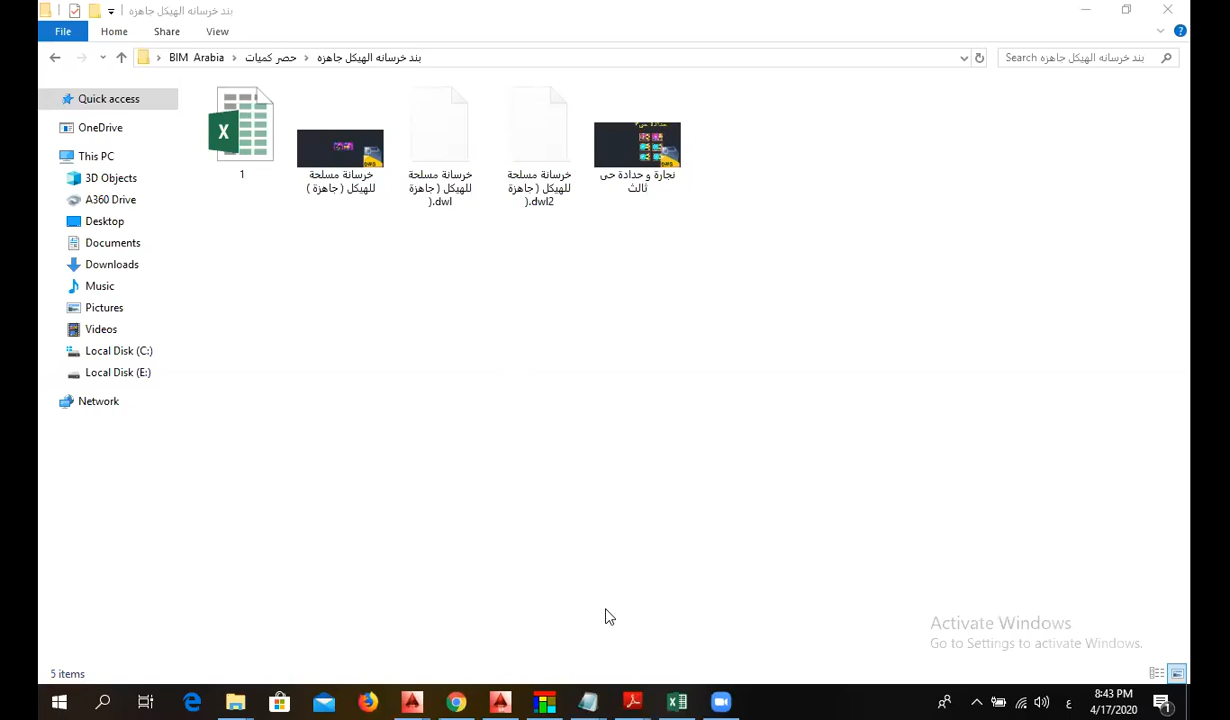 بند خرسانه الهيكل جاهزه
File
Home
Share
View
BIM Arabia
حصر كميات
بند خرسانه الهيكل جاهزه
Search بند خرسانه الهيكل جاهزه
Quick access
OneDrive
This PC
3D Objects
A360 Drive
Desktop
Documents
Downloads
Music
Pictures
Videos
Local Disk (C:)
Local Disk (E:)
Network
1
خرسانة مسلحة
للهيكل ( جاهزة )
خرسانة مسلحة
للهيكل ( جاهزة
).dwl
خرسانة مسلحة
للهيكل ( جاهزة
).dwl2
نجارة و حدادة حى
ثالث
Activate Windows
Go to Settings to activate Windows.
5 items
ع
8:43 PM
4/17/2020
1